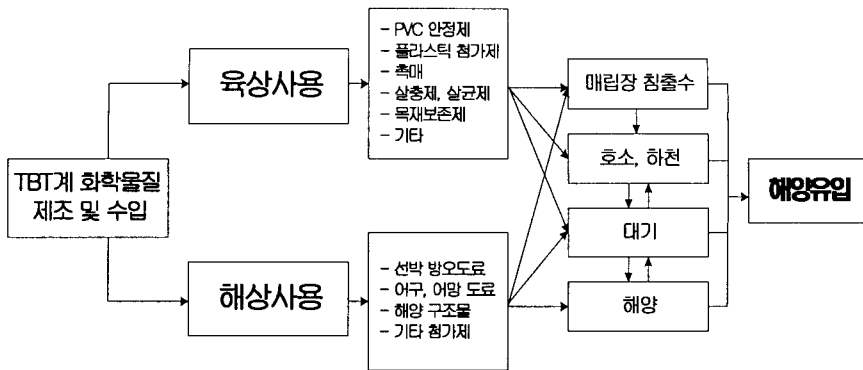 TBT계 화학물질
제조 및 수입
육상사용
해상사용
- PVC 안정제
- 플라스틱 첨가제
- 촉매
- 살충제, 살균제
- 목재보존제
- 기타
- 선박 방오도료
- 어구, 어망 도료
- 해양 구조물
- 기타 첨가제
매립장 침출수
호소, 하천
대기
해양
해양유입